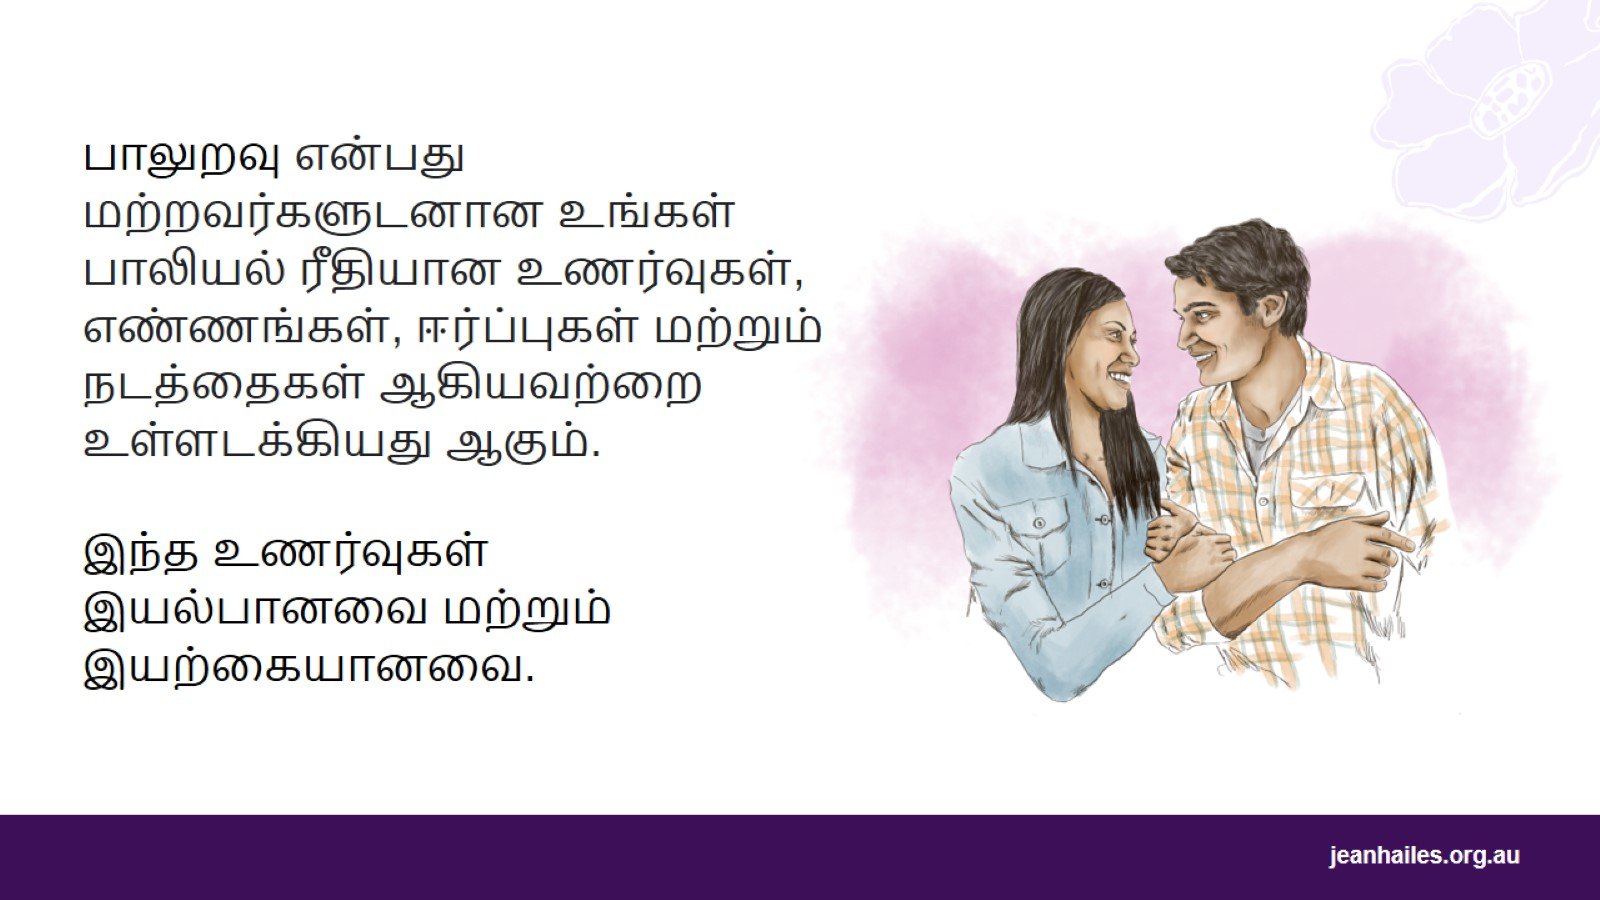 பாலுறவு என்பது
மற்றவர்களுடனான உங்கள்
பாலியல் ரீதியான உணர்வுகள்,
எண்ணங்கள், ஈர்ப்புகள் மற்றும்
நடத்தைகள் ஆகியவற்றை
உள்ளடக்கியது ஆகும்.
இந்த உணர்வுகள்
இயல்பானவை மற்றும்
இயற்கையானவை.
jeanhailes.org.au